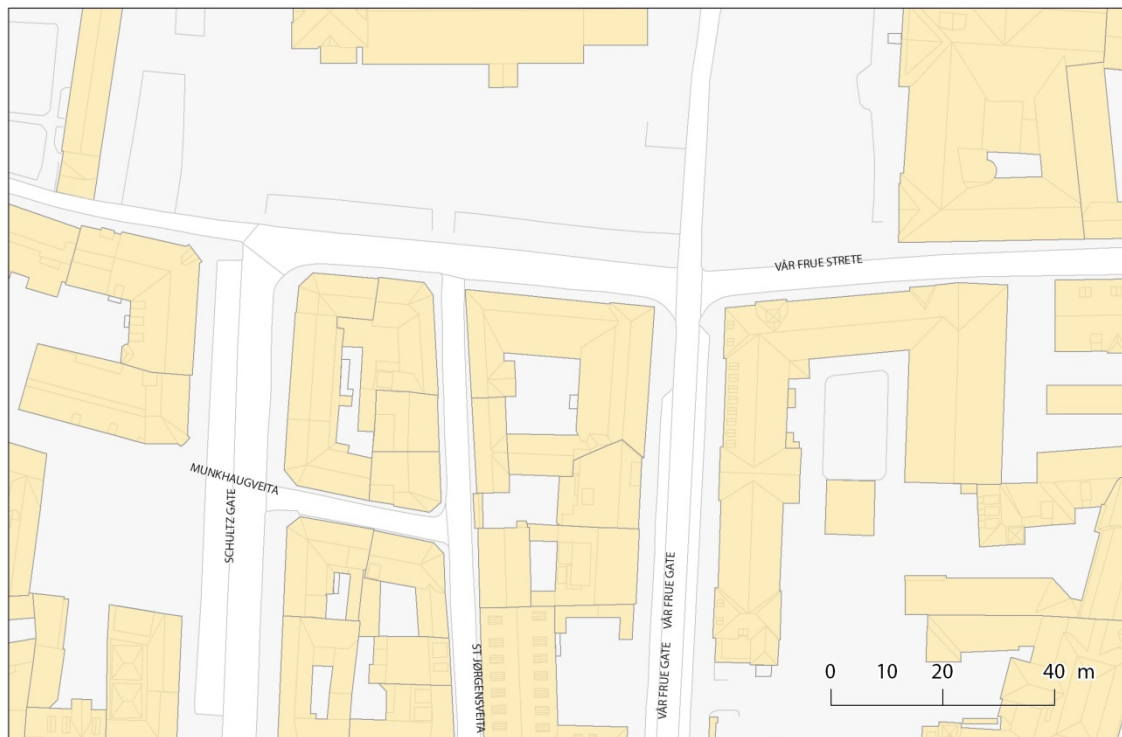 VÅR FRUE STRETE
MUNKHAUGVEITA
SCHULTZ GATE
VÅR FRUE GATE
VÅR FRUE GATE
ST JØRGENSVEITA
0 10 20 40 m